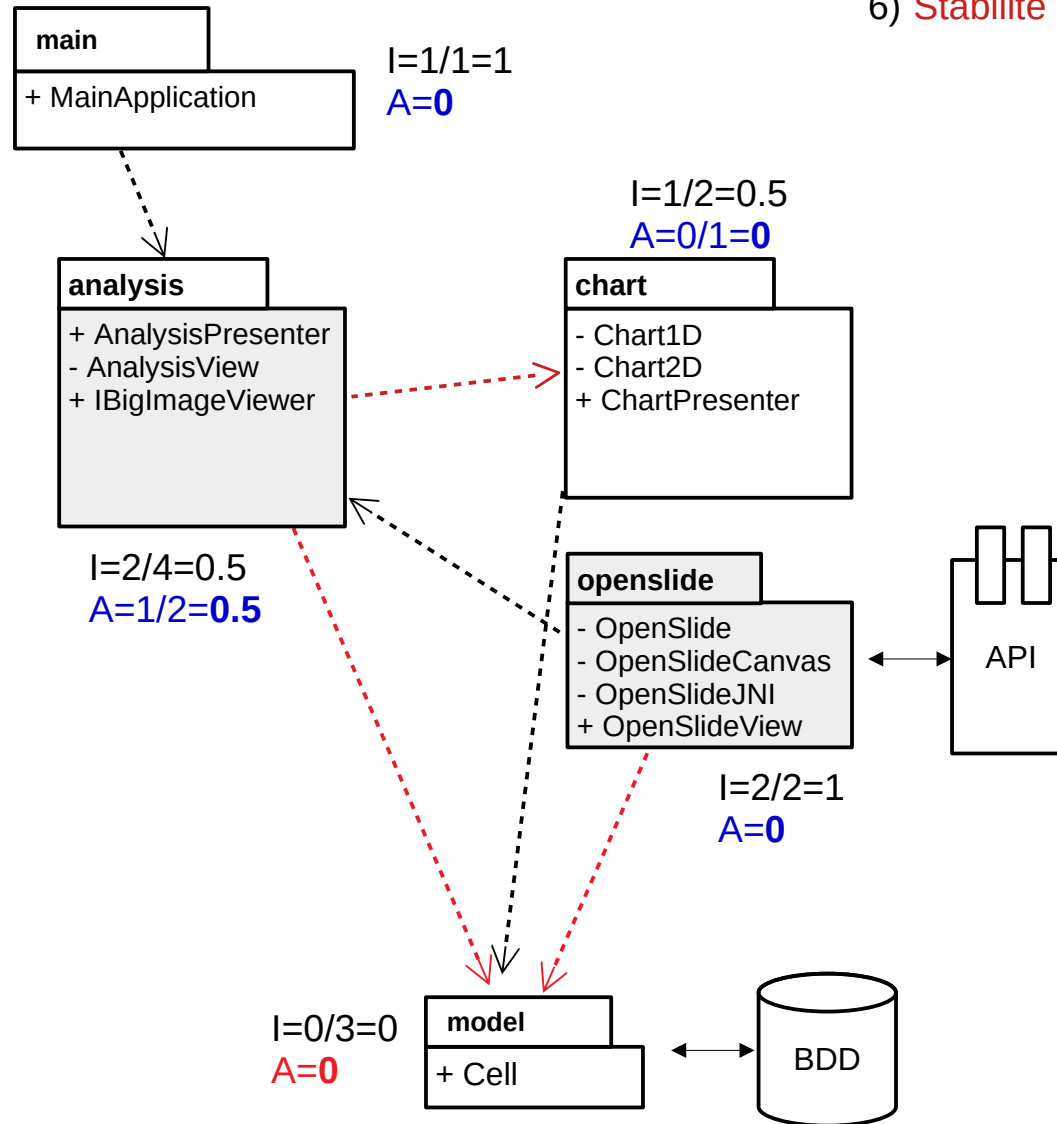 6) Stabilité
main
+ MainApplication
I=1/1=1
A=0
I=1/2=0.5
A=0/1=0
analysis
+ AnalysisPresenter
- AnalysisView
+ IBigImageViewer
chart
- Chart1D
- Chart2D
+ ChartPresenter
I=2/4=0.5
A=1/2=0.5
openslide
- OpenSlide
- OpenSlideCanvas
- OpenSlideJNI
+ OpenSlideView
API
I=2/2=1
A=0
I=0/3=0
A=0
model
+ Cell
BDD